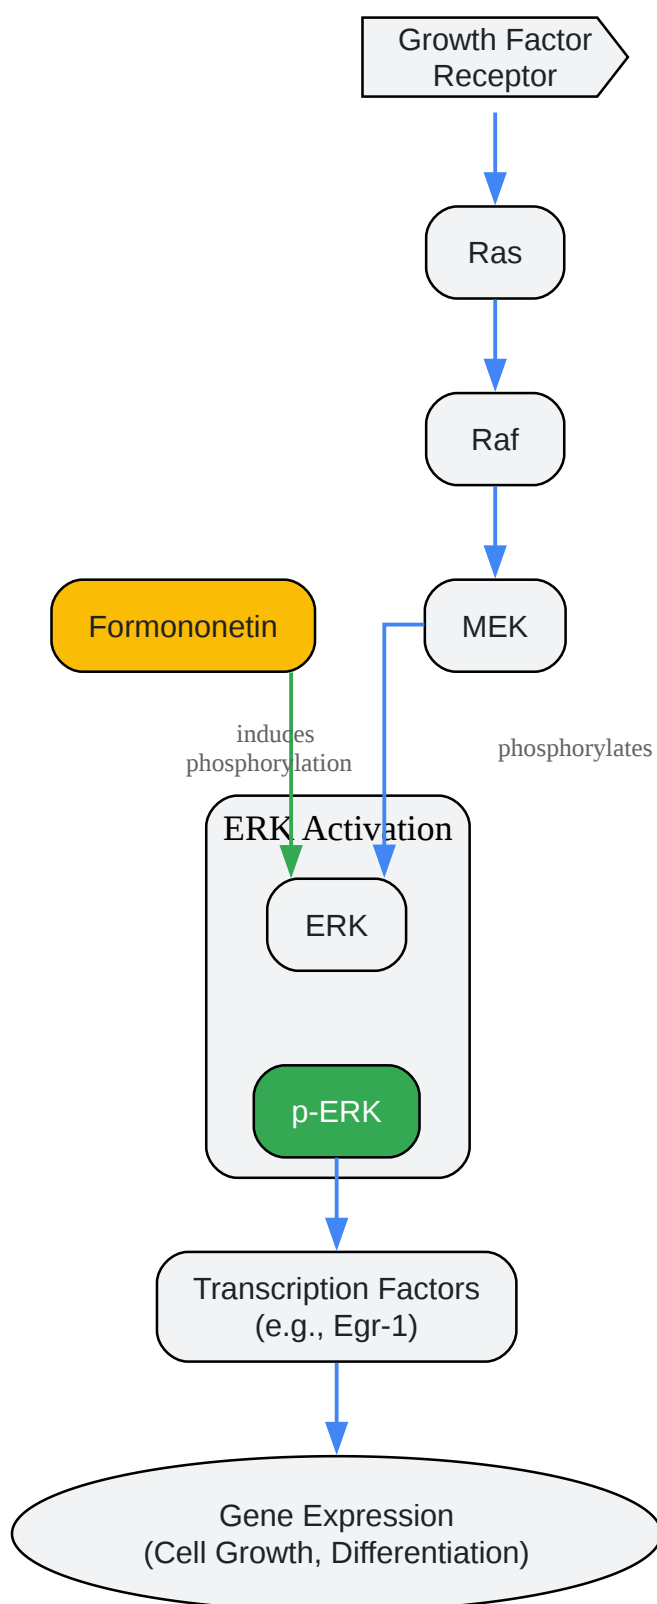 Growth Factor
Receptor
Ras
Raf
Formononetin
MEK
induces
phosphorylation
phosphorylates
ERK Activation
ERK
p-ERK
Transcription Factors
(e.g., Egr-1)
Gene Expression
(Cell Growth, Differentiation)